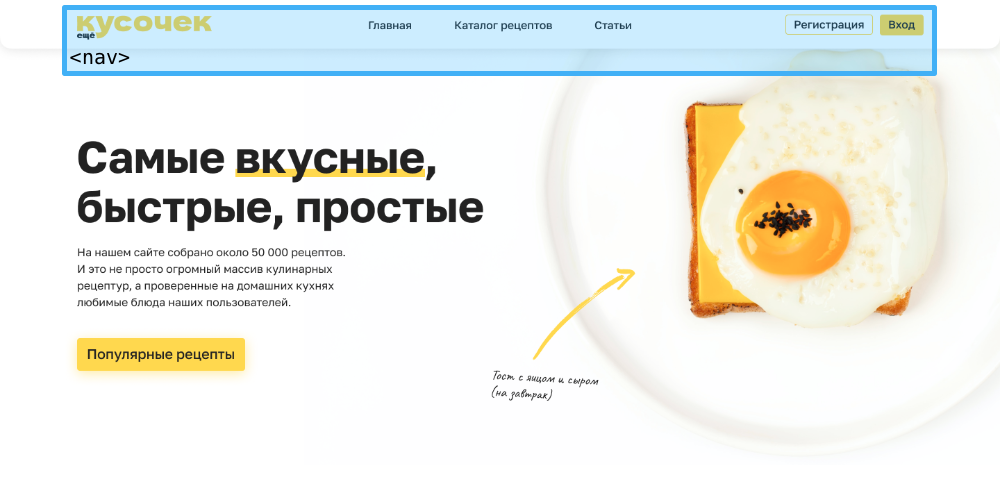 кусочек
ещё
Главная
Каталог рецептов
Статьи
Регистрация
Вход
<nav>
Самые вкусные,
быстрые, простые
На нашем сайте собрано около 50 000 рецептов.
И это не просто огромный массив кулинарных
рецептур, а проверенные на домашних кухнях
любимые блюда наших пользователей.
Популярные рецепты
Тост с яйцом и сыром
(на завтрак)